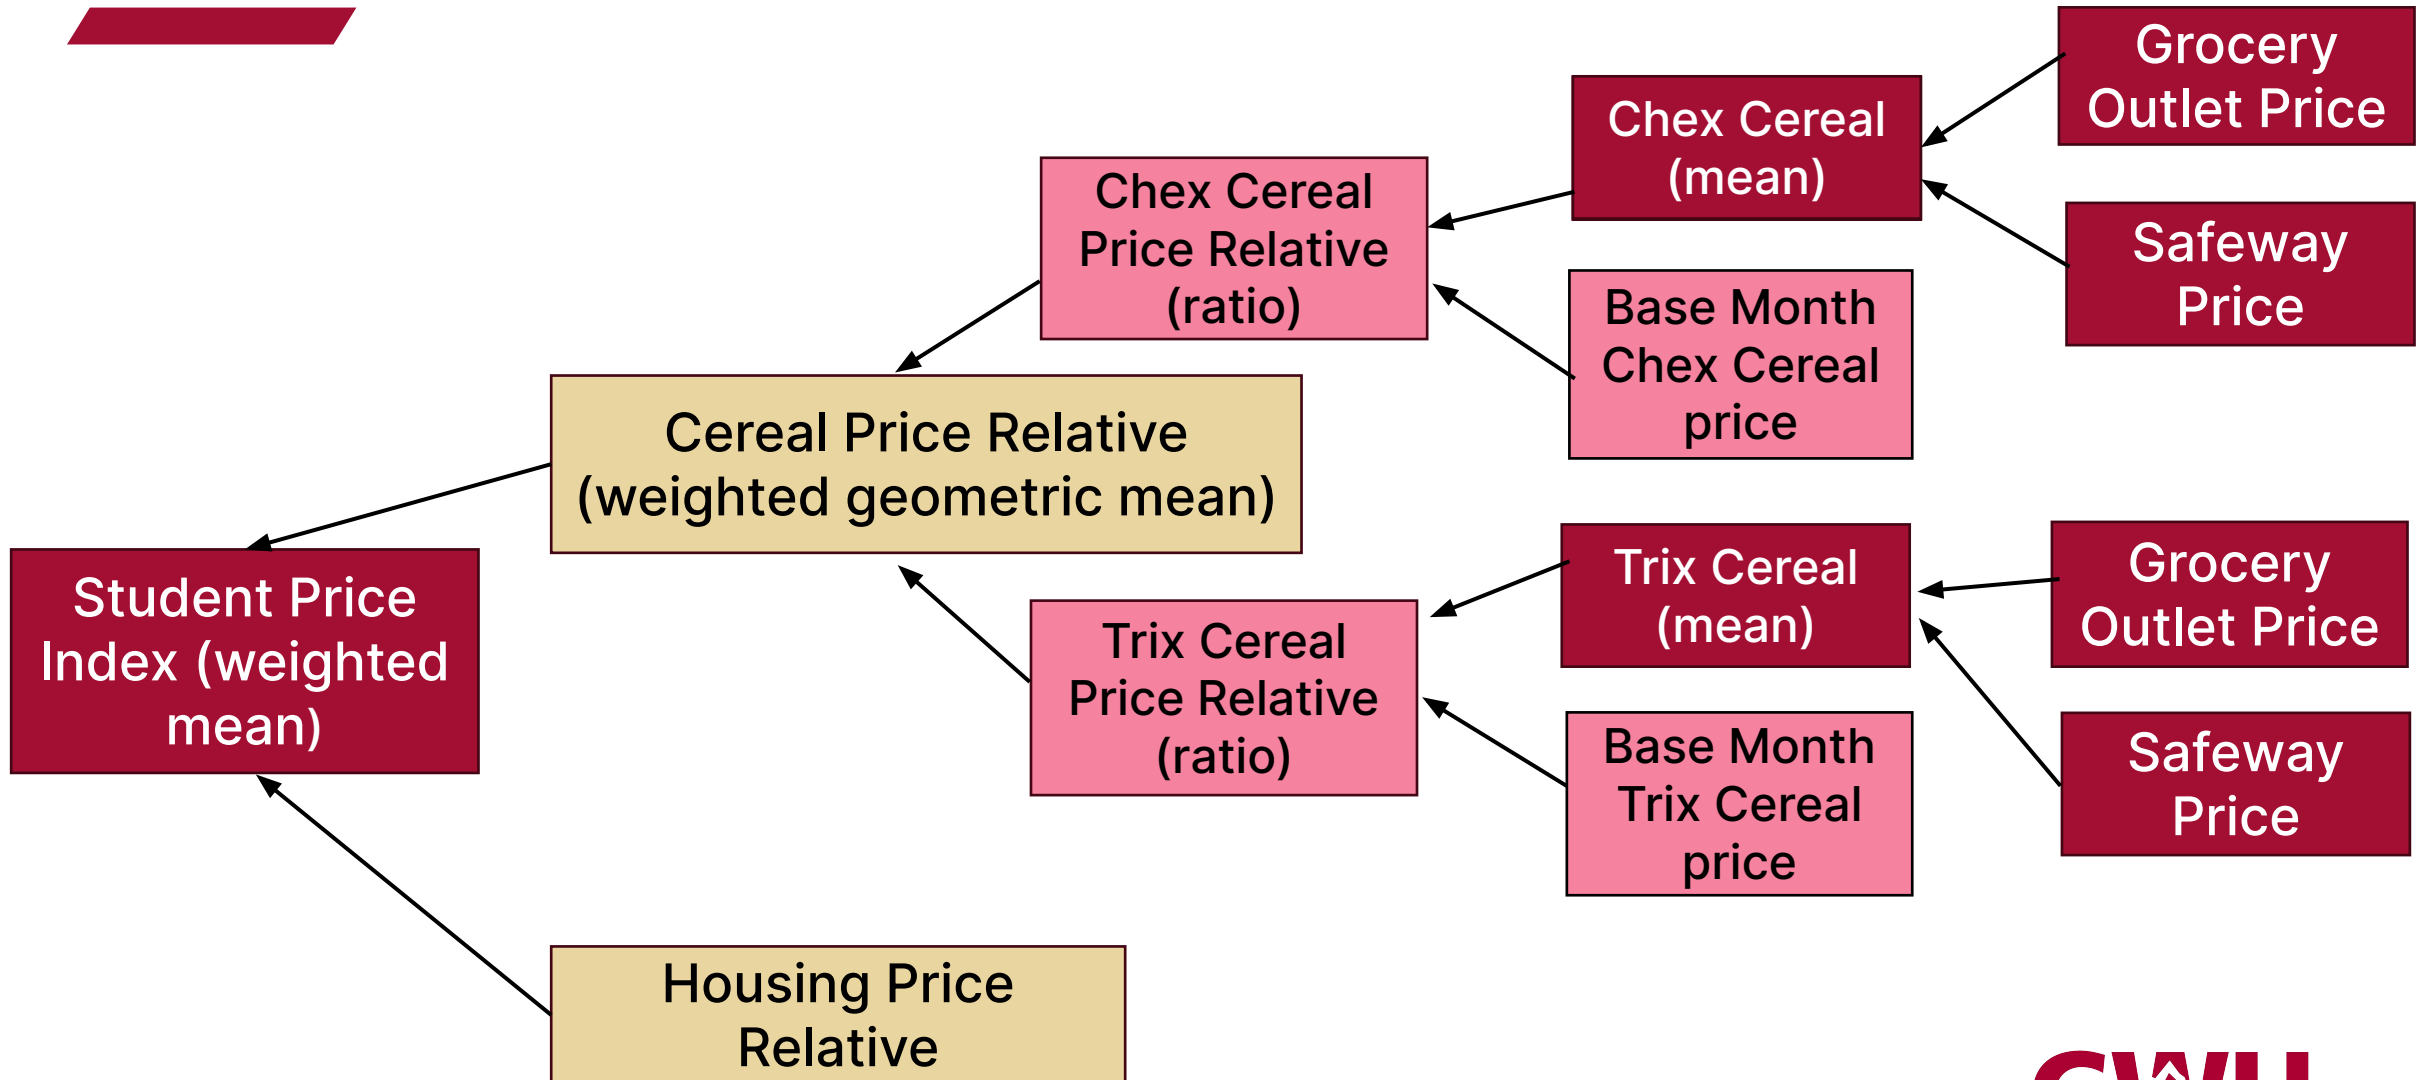 Grocery
Outlet Price
Chex Cereal
(mean)
Safeway
Price
Chex Cereal
Price Relative
(ratio)
Base Month
Chex Cereal
price
Cereal Price Relative
(weighted geometric mean)
Student Price
Index (weighted
mean)
Trix Cereal
(mean)
Grocery
Outlet Price
Trix Cereal
Price Relative
(ratio)
Base Month
Trix Cereal
price
Safeway
Price
Housing Price
Relative